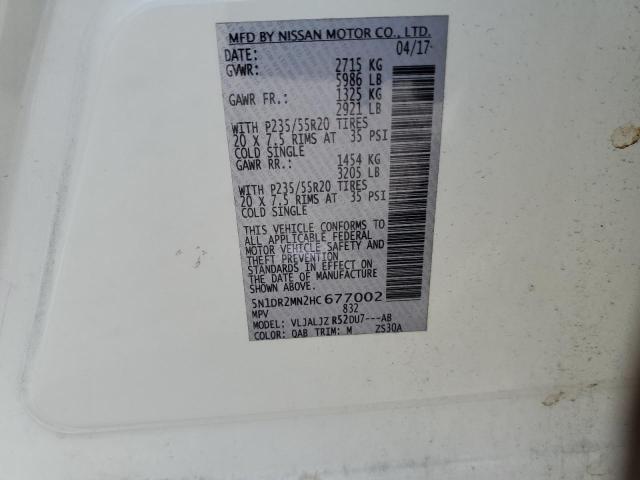 MFD BY NISSAN MOTOR CO., LTD.
DATE: 04/17
GVWR: 2715 KG
5986 LB
GAWR FR.: 1325 KG
2921 LB
WITH P235/55R20 TIRES
20 X 7.5 RIMS AT 35 PSI
COLD SINGLE
GAWR RR.: 1454 KG
3205 LB
WITH P235/55R20 TIRES
20 X 7.5 RIMS AT 35 PSI
COLD SINGLE
THIS VEHICLE CONFORMS TO
ALL APPLICABLE FEDERAL
MOTOR VEHICLE SAFETY AND
THEFT PREVENTION
STANDARDS IN EFFECT ON
THE DATE OF MANUFACTURE
SHOWN ABOVE.
5N1DR2MN2HC677002
MPV 832
MODEL: VLJALJZ R52DU7---AB
COLOR: QAB TRIM: M ZS30A